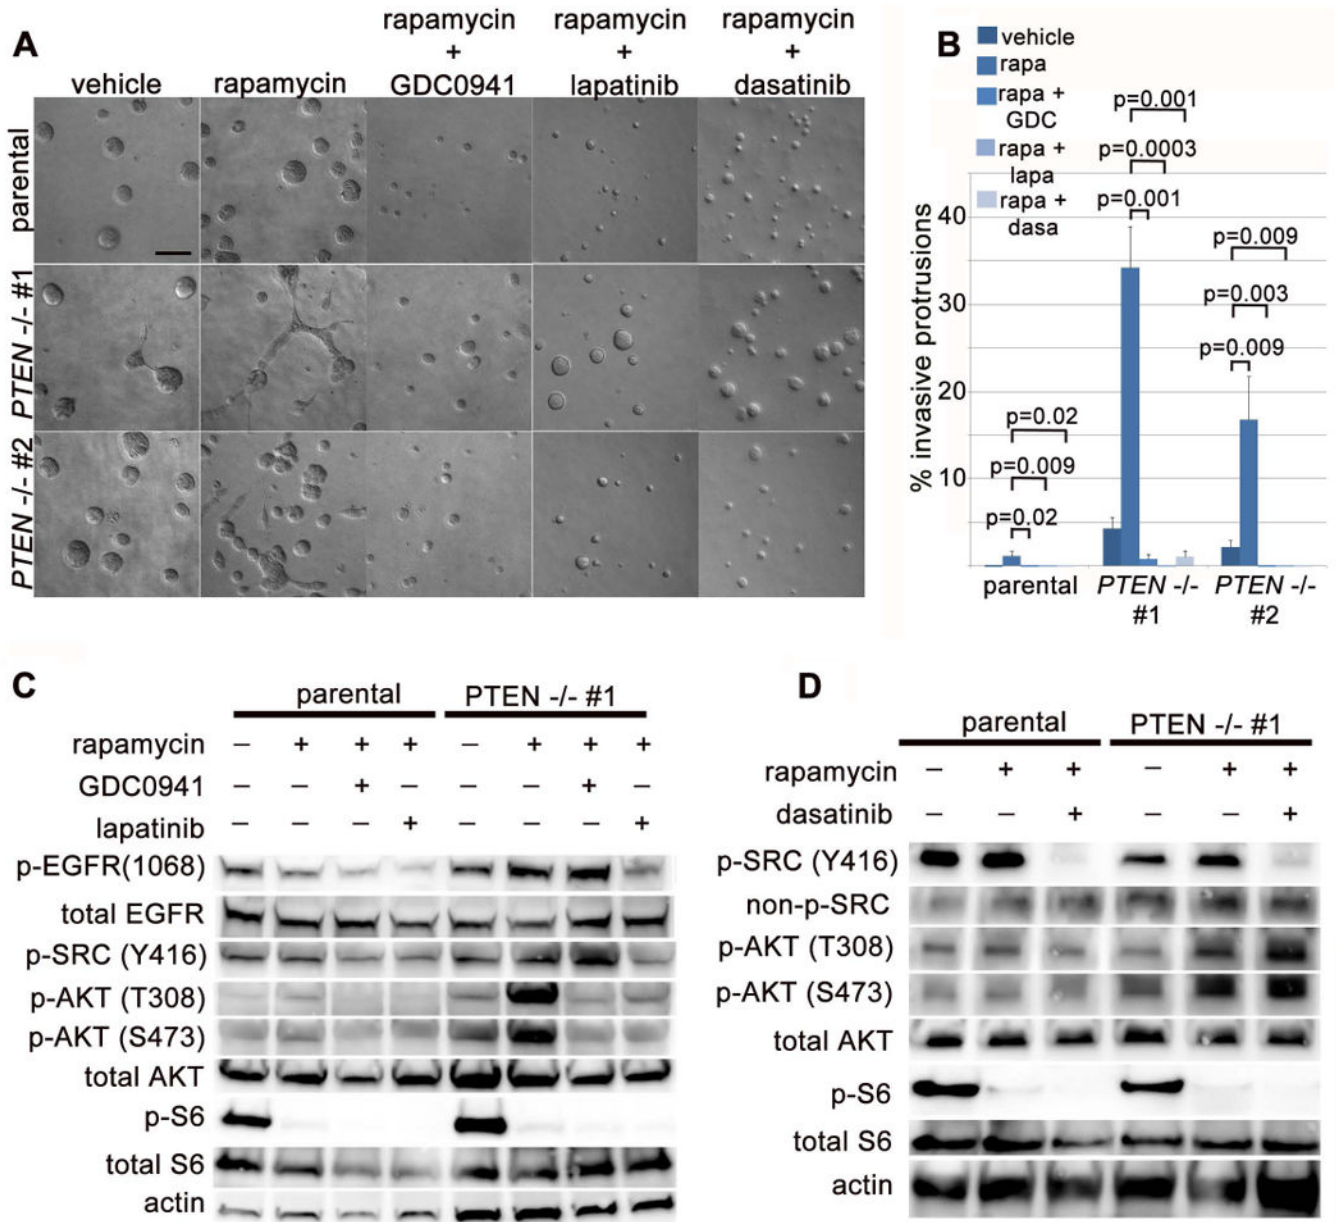 A
vehicle
rapamycin
rapamycin
+
GDC0941
rapamycin
+
lapatinib
rapamycin
+
dasatinib
parental
PTEN -/- #1
PTEN -/- #2
B
vehicle
rapa
rapa +
GDC
rapa +
lapa
rapa +
dasa
% invasive protrusions
40
30
20
10
p=0.02
p=0.009
p=0.02
p=0.001
p=0.0003
p=0.001
p=0.009
p=0.003
p=0.009
parental
PTEN -/-
#1
PTEN -/-
#2
C
parental PTEN -/- #1
rapamycin – + + + – + + +
GDC0941 – – + – – – + –
lapatinib – – – + – – – +
p-EGFR(1068)
total EGFR
p-SRC (Y416)
p-AKT (T308)
p-AKT (S473)
total AKT
p-S6
total S6
actin
D
parental PTEN -/- #1
rapamycin – + + – + +
dasatinib – – + – – +
p-SRC (Y416)
non-p-SRC
p-AKT (T308)
p-AKT (S473)
total AKT
p-S6
total S6
actin